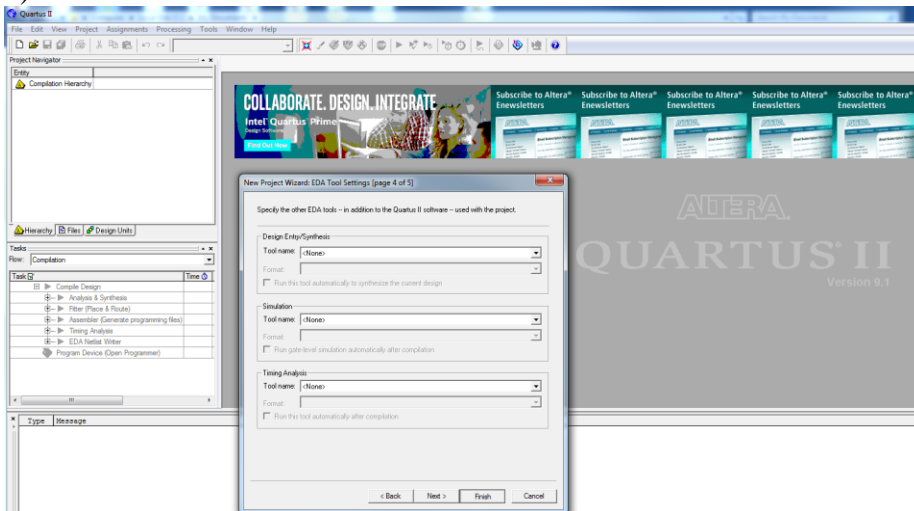 Quartus II
File Edit View Project Assignments Processing Tools Window Help
Project Navigator
Entity
Compilation Hierarchy
Hierarchy Files Design Units
Tasks
Flow: Compilation
Task Time
Compile Design
Analysis & Synthesis
Fitter (Place & Route)
Assembler (Generate programming files)
Timing Analysis
EDA Netlist Writer
Program Device (Open Programmer)
COLLABORATE. DESIGN. INTEGRATE
Intel Quartus Prime
Design Software
Find Out More
Subscribe to Altera® Enewsletters
Subscribe to Altera® Enewsletters
Subscribe to Altera® Enewsletters
Subscribe to Altera® Enewsletters
Subscribe to Altera® Enewsletters
ALTERA.
QUARTUS® II
Version 9.1
New Project Wizard: EDA Tool Settings [page 4 of 5]
Specify the other EDA tools -- in addition to the Quartus II software -- used with the project.
Design Entry/Synthesis
Tool name: <None>
Format:
Run this tool automatically to synthesize the current design
Simulation
Tool name: <None>
Format:
Run gate-level simulation automatically after compilation
Timing Analysis
Tool name: <None>
Format:
Run this tool automatically after compilation
< Back Next > Finish Cancel
Type Message